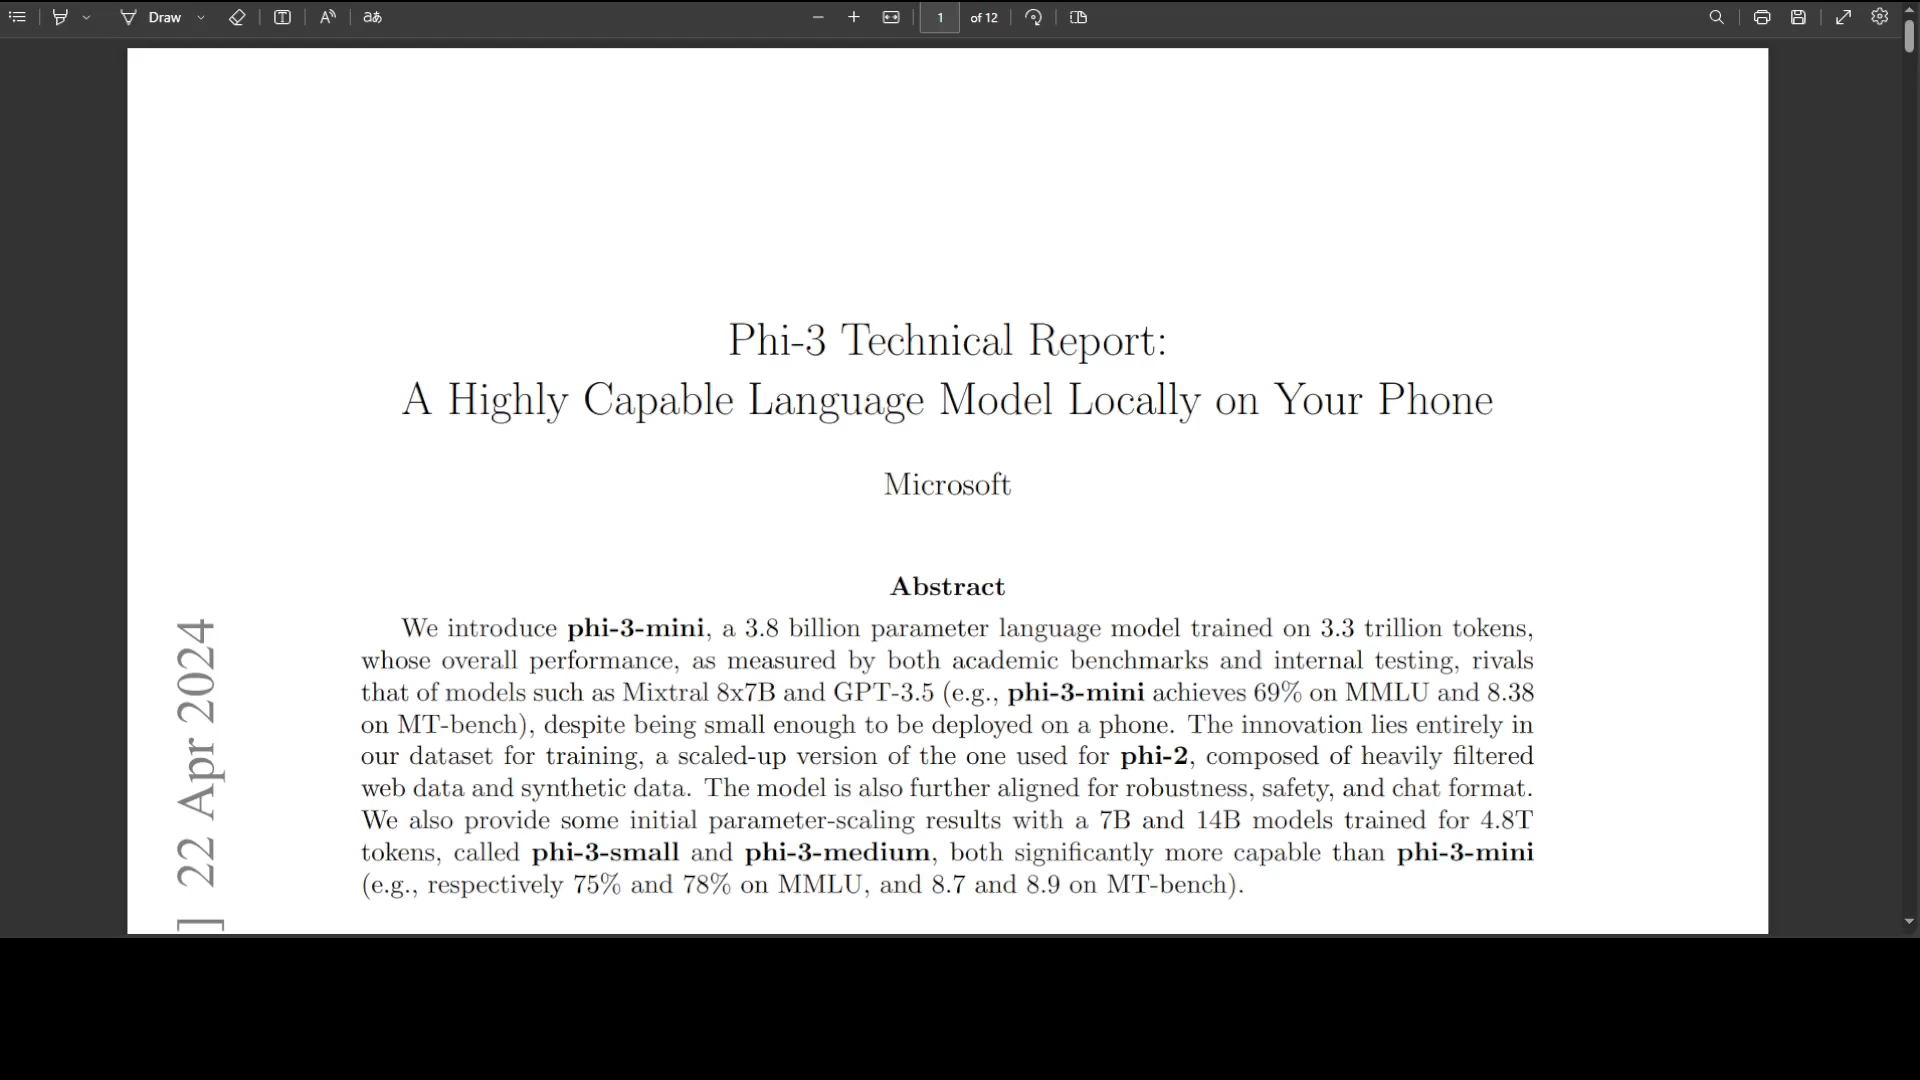 Draw
1 of 12
Phi-3 Technical Report:
A Highly Capable Language Model Locally on Your Phone
Microsoft
Abstract
We introduce phi-3-mini, a 3.8 billion parameter language model trained on 3.3 trillion tokens,
whose overall performance, as measured by both academic benchmarks and internal testing, rivals
that of models such as Mixtral 8x7B and GPT-3.5 (e.g., phi-3-mini achieves 69% on MMLU and 8.38
on MT-bench), despite being small enough to be deployed on a phone. The innovation lies entirely in
our dataset for training, a scaled-up version of the one used for phi-2, composed of heavily filtered
web data and synthetic data. The model is also further aligned for robustness, safety, and chat format.
We also provide some initial parameter-scaling results with a 7B and 14B models trained for 4.8T
tokens, called phi-3-small and phi-3-medium, both significantly more capable than phi-3-mini
(e.g., respectively 75% and 78% on MMLU, and 8.7 and 8.9 on MT-bench).
] 22 Apr 2024